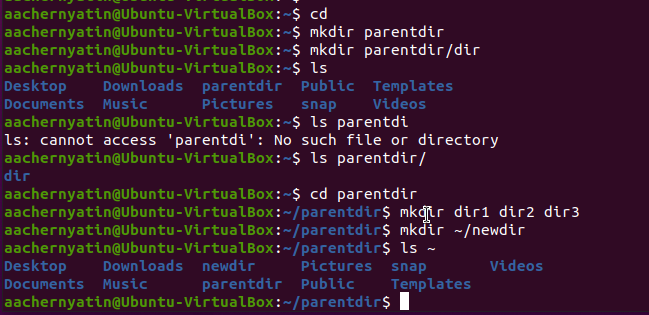 aachernyatin@Ubuntu-VirtualBox:~$ cd
aachernyatin@Ubuntu-VirtualBox:~$ mkdir parentdir
aachernyatin@Ubuntu-VirtualBox:~$ mkdir parentdir/dir
aachernyatin@Ubuntu-VirtualBox:~$ ls
Desktop    Downloads  parentdir  Public  Templates
Documents  Music      Pictures   snap    Videos
aachernyatin@Ubuntu-VirtualBox:~$ ls parentdi
ls: cannot access 'parentdi': No such file or directory
aachernyatin@Ubuntu-VirtualBox:~$ ls parentdir/
dir
aachernyatin@Ubuntu-VirtualBox:~$ cd parentdir
aachernyatin@Ubuntu-VirtualBox:~/parentdir$ mkdir dir1 dir2 dir3
aachernyatin@Ubuntu-VirtualBox:~/parentdir$ mkdir ~/newdir
aachernyatin@Ubuntu-VirtualBox:~/parentdir$ ls ~
Desktop    Downloads  newdir     Pictures  snap       Videos
Documents  Music      parentdir  Public    Templates
aachernyatin@Ubuntu-VirtualBox:~/parentdir$